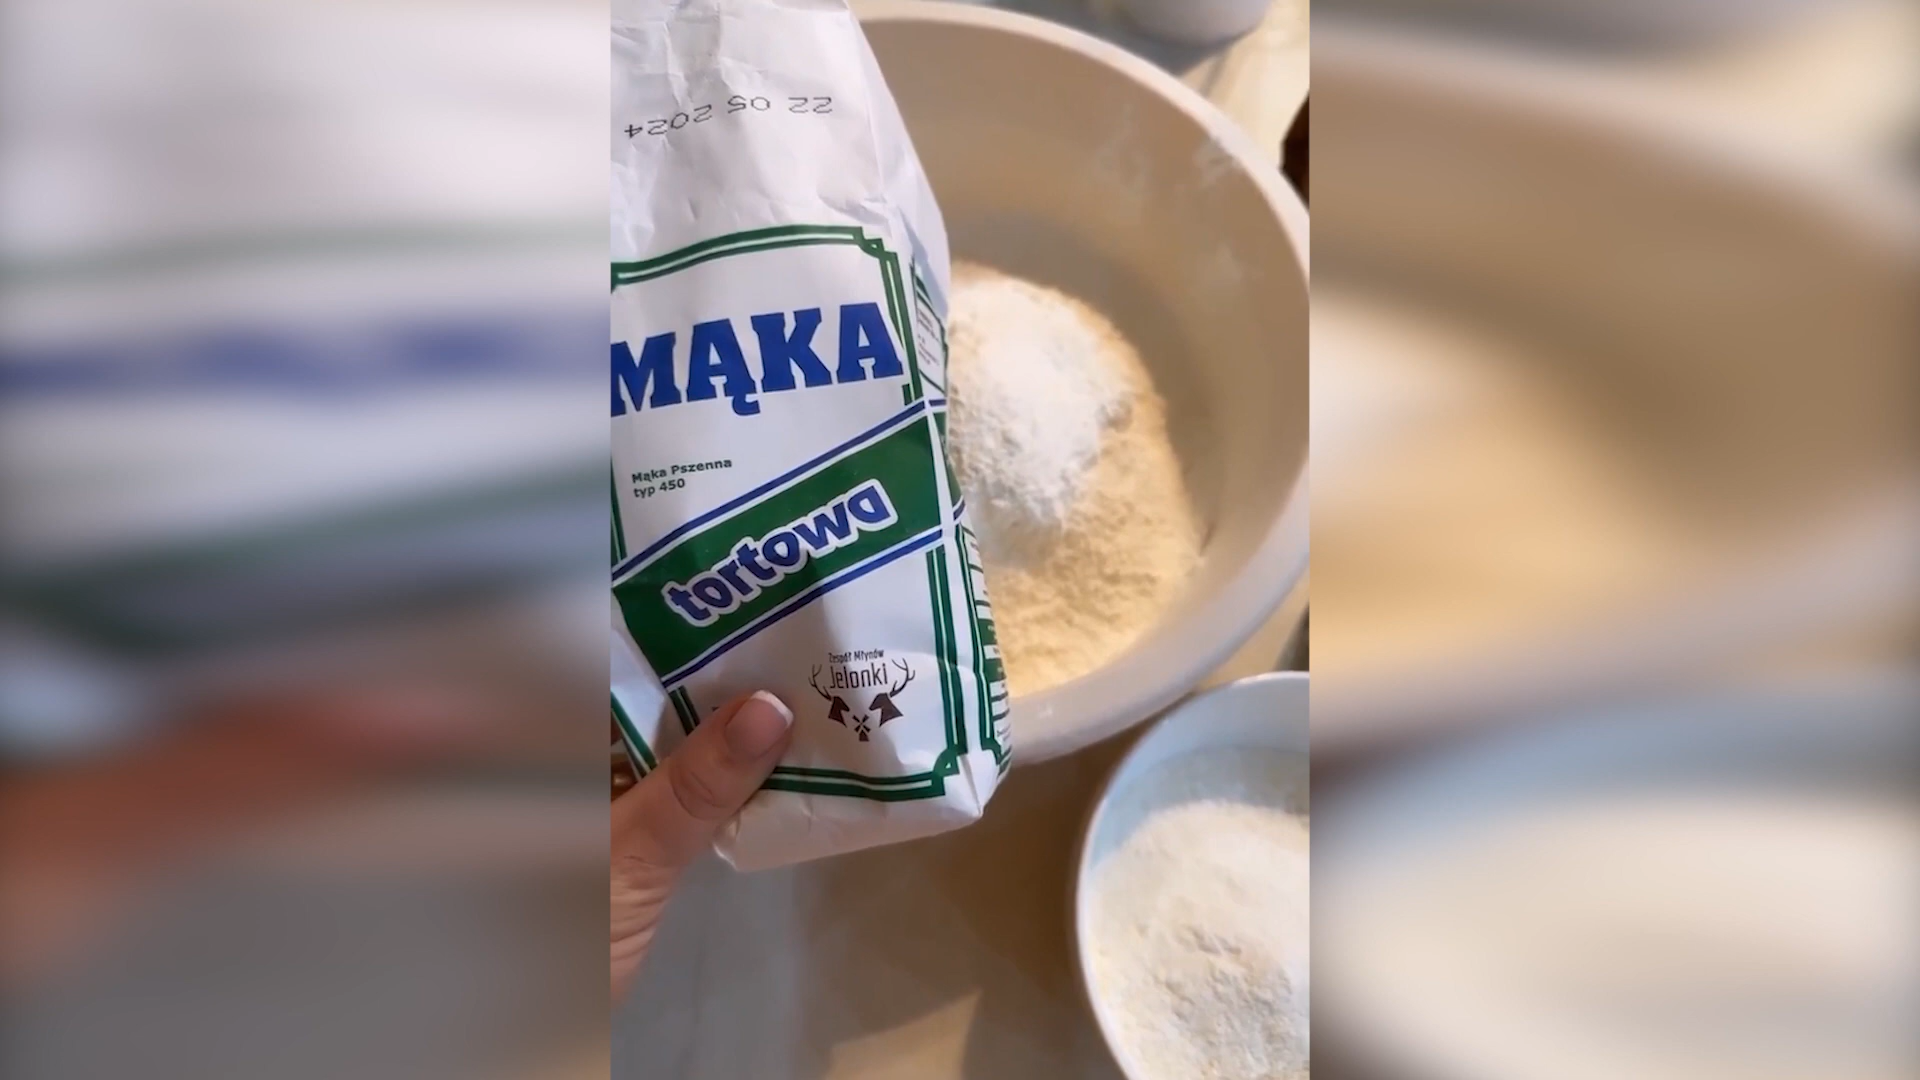 22 05 2024
MĄKA
Mąka Pszenna
typ 450
tortowa
Zespół Młynów
Jelonki